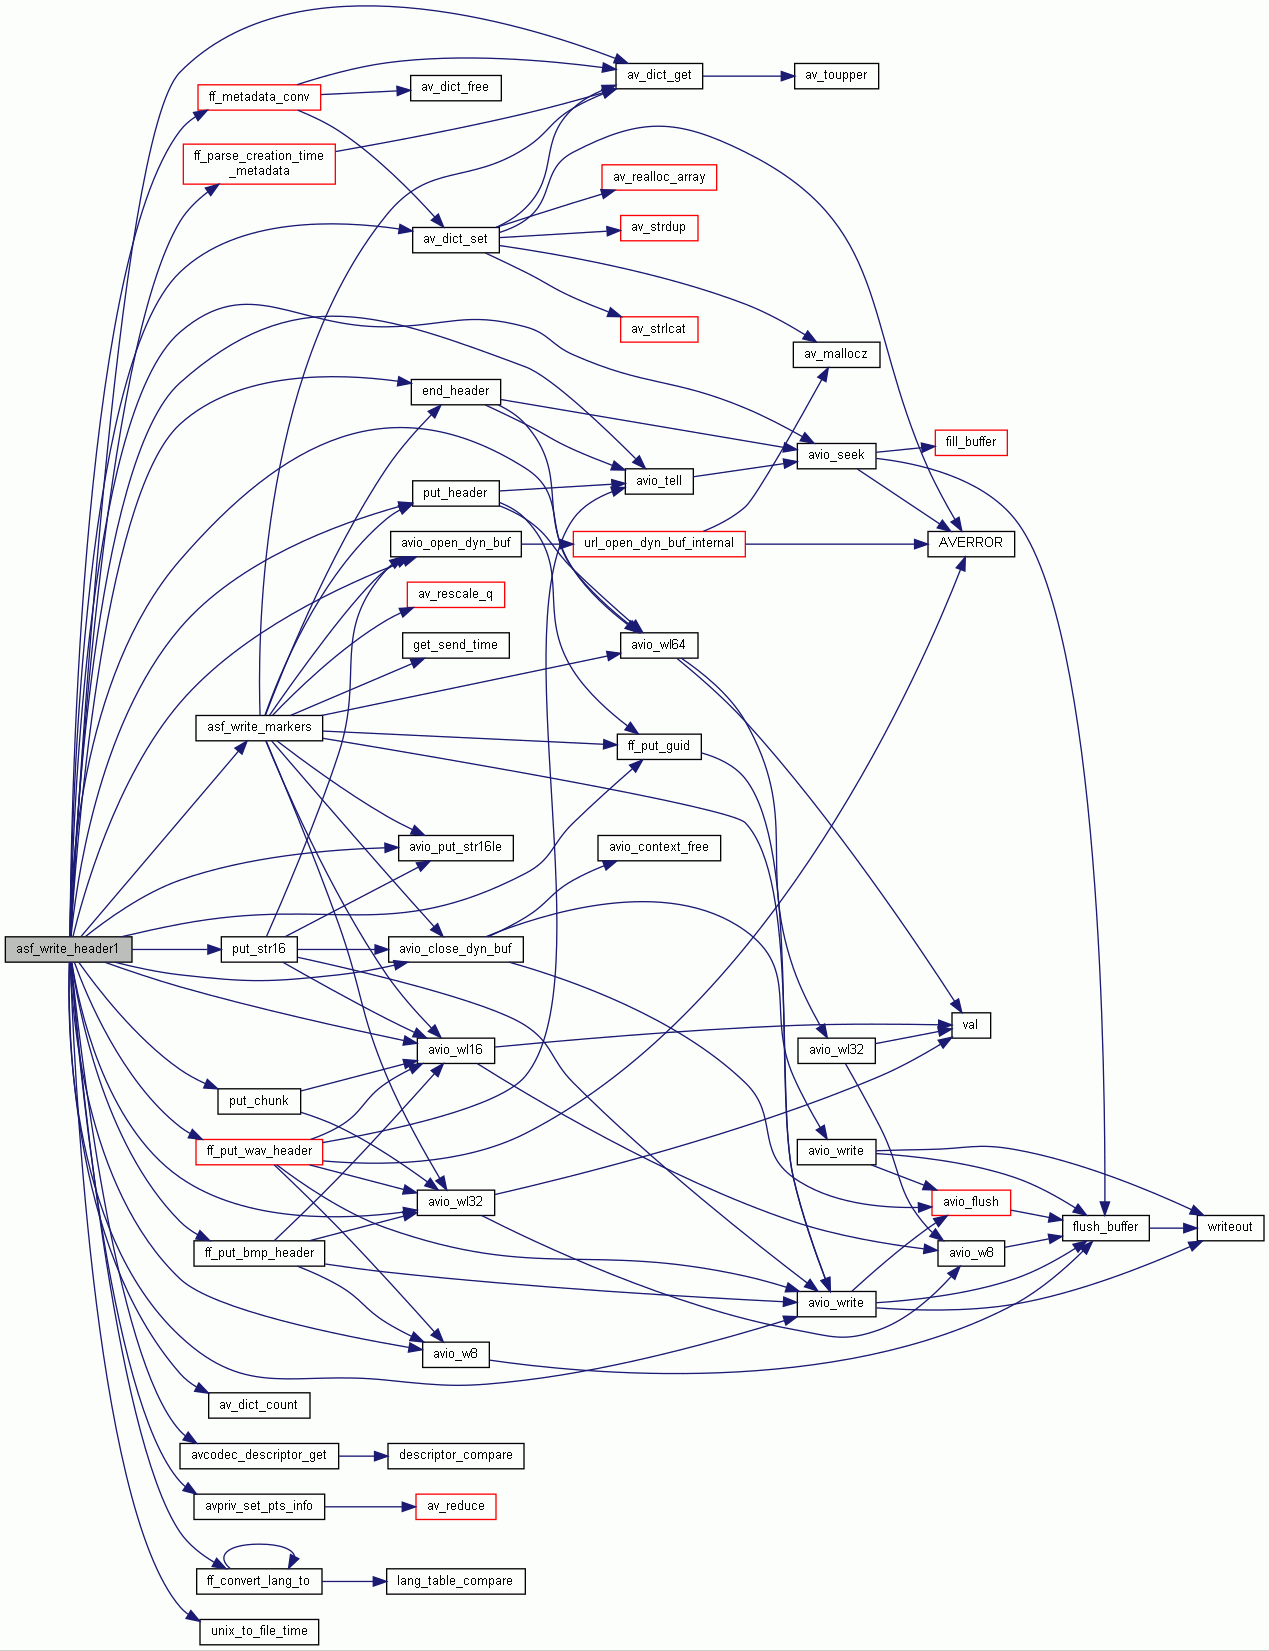 av_dict_get
av_toupper
av_dict_free
ff_metadata_conv
ff_parse_creation_time
_metadata
av_realloc_array
av_strdup
av_dict_set
av_strlcat
av_mallocz
end_header
fill_buffer
avio_seek
avio_tell
put_header
avio_open_dyn_buf
url_open_dyn_buf_internal
AVERROR
av_rescale_q
get_send_time
avio_wl64
asf_write_markers
ff_put_guid
avio_put_str16le
avio_context_free
asf_write_header1
put_str16
avio_close_dyn_buf
val
avio_wl16
avio_wl32
put_chunk
ff_put_wav_header
avio_write
avio_wl32
avio_flush
flush_buffer
writeout
ff_put_bmp_header
avio_w8
avio_write
avio_w8
av_dict_count
avcodec_descriptor_get
descriptor_compare
avpriv_set_pts_info
av_reduce
ff_convert_lang_to
lang_table_compare
unix_to_file_time